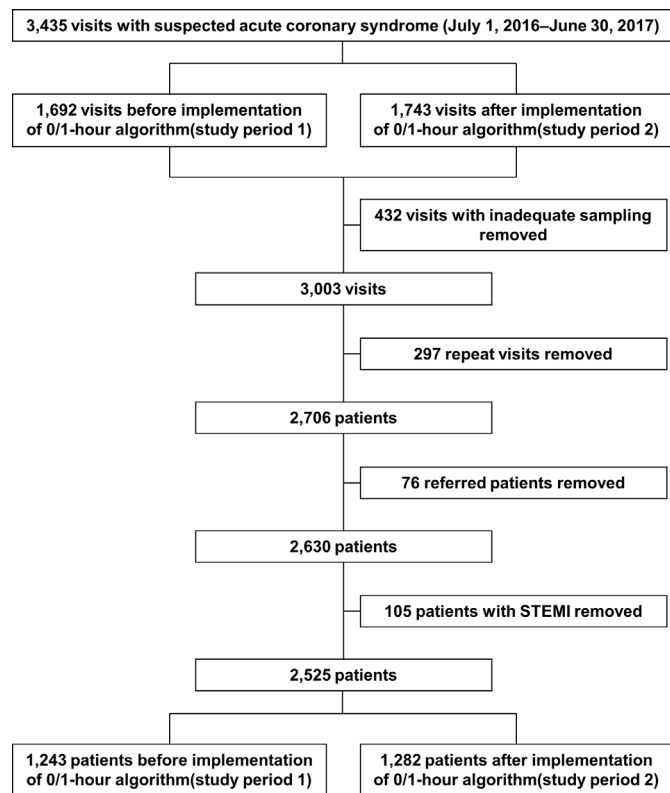 3,435 visits with suspected acute coronary syndrome (July 1, 2016–June 30, 2017)
1,692 visits before implementation
of 0/1-hour algorithm(study period 1)
1,743 visits after implementation
of 0/1-hour algorithm(study period 2)
432 visits with inadequate sampling
removed
3,003 visits
297 repeat visits removed
2,706 patients
76 referred patients removed
2,630 patients
105 patients with STEMI removed
2,525 patients
1,243 patients before implementation
of 0/1-hour algorithm(study period 1)
1,282 patients after implementation
of 0/1-hour algorithm(study period 2)